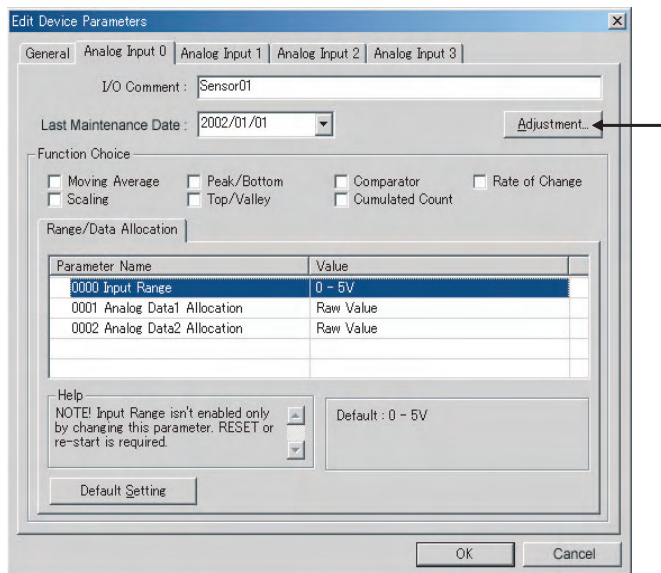 Edit Device Parameters
General Analog Input 0 Analog Input 1 Analog Input 2 Analog Input 3
I/O Comment : Sensor01
Last Maintenance Date : 2002/01/01 Adjustment...
Function Choice
Moving Average Peak/Bottom Comparator Rate of Change
Scaling Top/Valley Cumulated Count
Range/Data Allocation
Parameter Name Value
0000 Input Range 0 - 5V
0001 Analog Data1 Allocation Raw Value
0002 Analog Data2 Allocation Raw Value
Help
NOTE! Input Range isn't enabled only
by changing this parameter. RESET or
re-start is required.
Default : 0 - 5V
Default Setting
OK Cancel